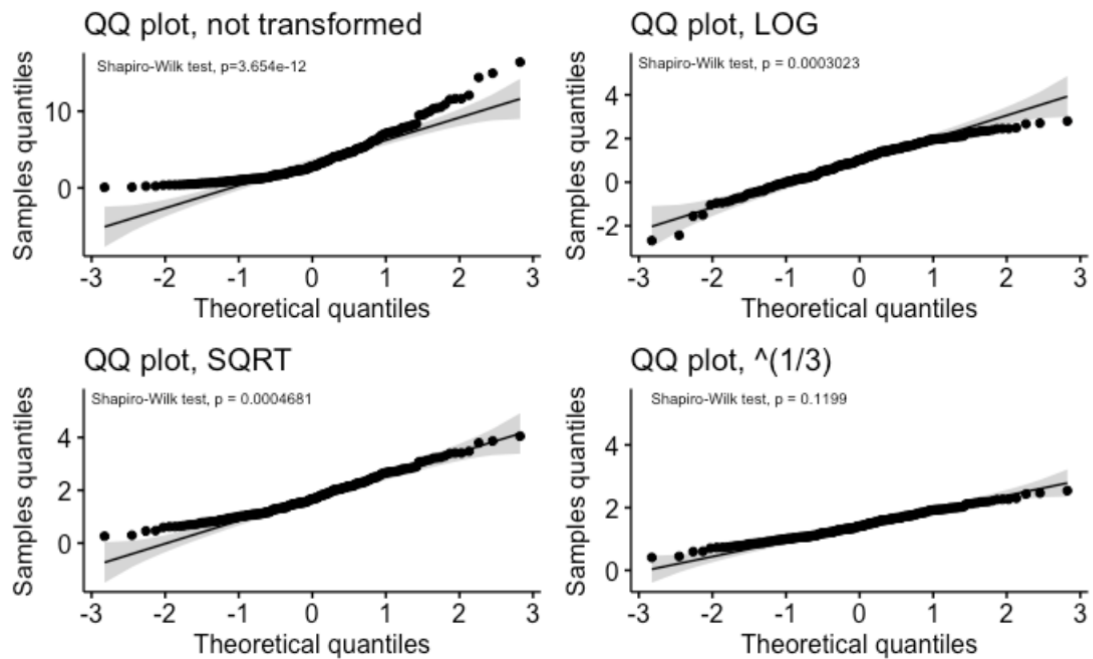 QQ plot, not transformed
Shapiro-Wilk test, p=3.654e-12
Samples quantiles
10
0
-3 -2 -1 0 1 2 3
Theoretical quantiles
QQ plot, LOG
Shapiro-Wilk test, p = 0.0003023
Samples quantiles
4
2
0
-2
-3 -2 -1 0 1 2 3
Theoretical quantiles
QQ plot, SQRT
Shapiro-Wilk test, p = 0.0004681
Samples quantiles
4
2
0
-3 -2 -1 0 1 2 3
Theoretical quantiles
QQ plot, ^(1/3)
Shapiro-Wilk test, p = 0.1199
Samples quantiles
4
2
0
-3 -2 -1 0 1 2 3
Theoretical quantiles